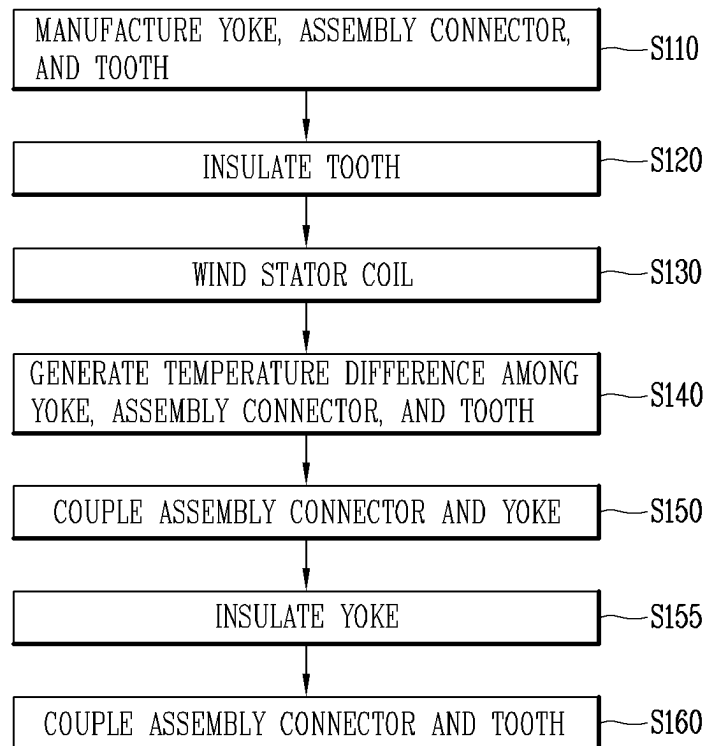 MANUFACTURE YOKE, ASSEMBLY CONNECTOR,
AND TOOTH
S110
INSULATE TOOTH
S120
WIND STATOR COIL
S130
GENERATE TEMPERATURE DIFFERENCE AMONG
YOKE, ASSEMBLY CONNECTOR, AND TOOTH
S140
COUPLE ASSEMBLY CONNECTOR AND YOKE
S150
INSULATE YOKE
S155
COUPLE ASSEMBLY CONNECTOR AND TOOTH
S160